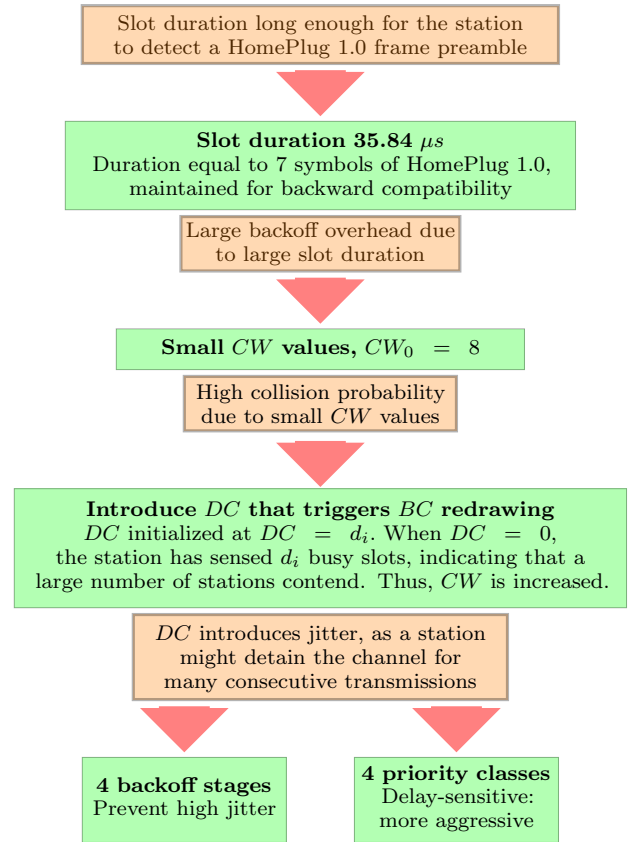 Slot duration long enough for the station
to detect a HomePlug 1.0 frame preamble
Slot duration 35.84 μs
Duration equal to 7 symbols of HomePlug 1.0,
maintained for backward compatibility
Large backoff overhead due
to large slot duration
Small CW values, CW₀ = 8
High collision probability
due to small CW values
Introduce DC that triggers BC redrawing
DC initialized at DC = dᵢ. When DC = 0,
the station has sensed dᵢ busy slots, indicating that a
large number of stations contend. Thus, CW is increased.
DC introduces jitter, as a station
might detain the channel for
many consecutive transmissions
4 backoff stages
Prevent high jitter
4 priority classes
Delay-sensitive:
more aggressive